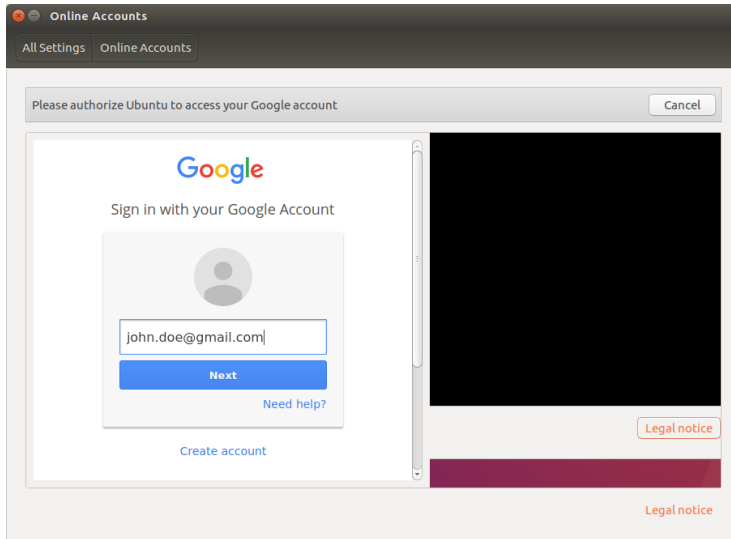 Online Accounts
All Settings Online Accounts
Please authorize Ubuntu to access your Google account
Cancel
Google
Sign in with your Google Account
john.doe@gmail.com
Next
Need help?
Create account
Legal notice
Legal notice